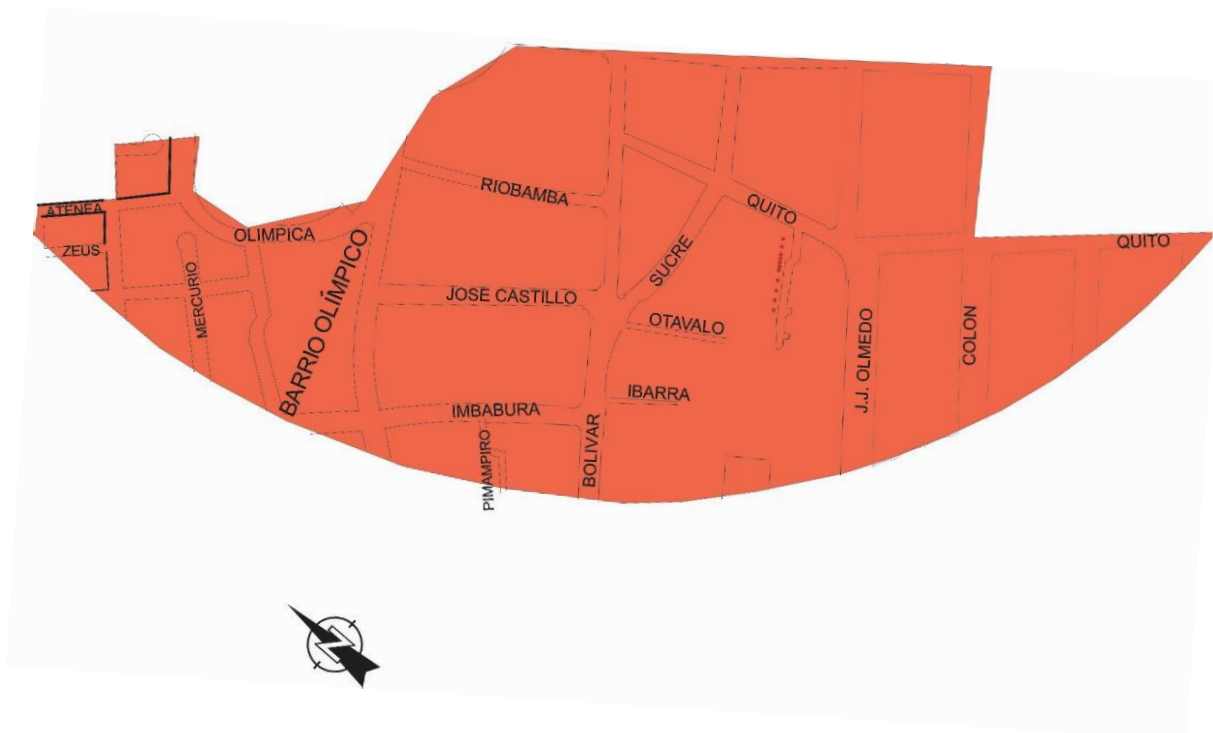 RIOBAMBA
ATENEA
QUITO
OLIMPICA
QUITO
ZEUS
SUCRE
MERCURIO
BARRIO OLÍMPICO
JOSE CASTILLO
OTAVALO
COLON
J.J. OLMEDO
IBARRA
IMBABURA
BOLIVAR
PIMAMPIRO
N